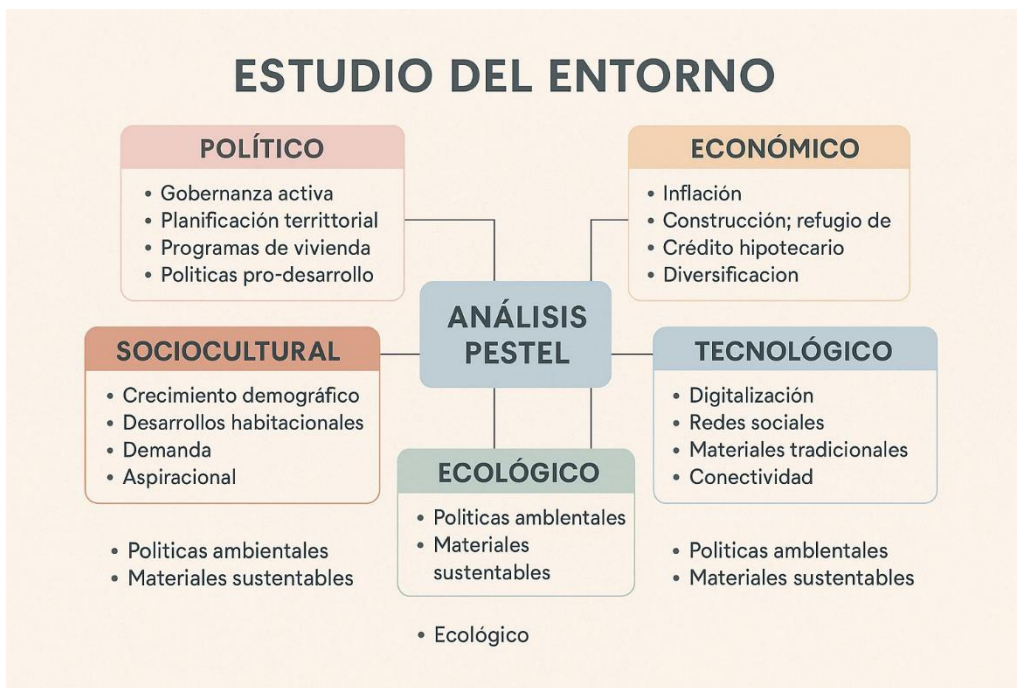 ESTUDIO DEL ENTORNO
POLÍTICO
• Gobernanza activa
• Planificación territtorial
• Programas de vivienda
• Politicas pro-desarrollo
ECONÓMICO
• Inflación
• Construcción; refugio de
• Crédito hipotecario
• Diversificacion
ANÁLISIS
PESTEL
SOCIOCULTURAL
• Crecimiento demográfico
• Desarrollos habitacionales
• Demanda
• Aspiracional
• Politicas ambientales
• Materiales sustentables
ECOLÓGICO
• Politicas amblentales
• Materiales
sustentables
• Ecológico
TECNOLÓGICO
• Digitalización
• Redes sociales
• Materiales tradicionales
• Conectividad
• Politicas amblentales
• Materiales sustentables